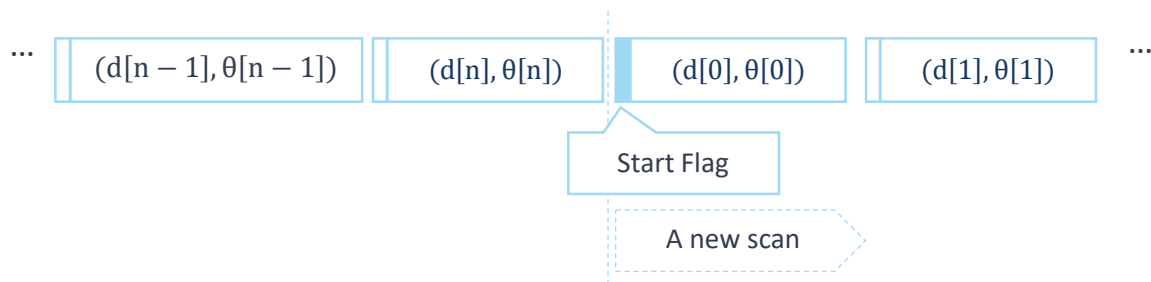 ... (d[n − 1], θ[n − 1]) (d[n], θ[n]) (d[0], θ[0]) (d[1], θ[1]) ...
Start Flag
A new scan